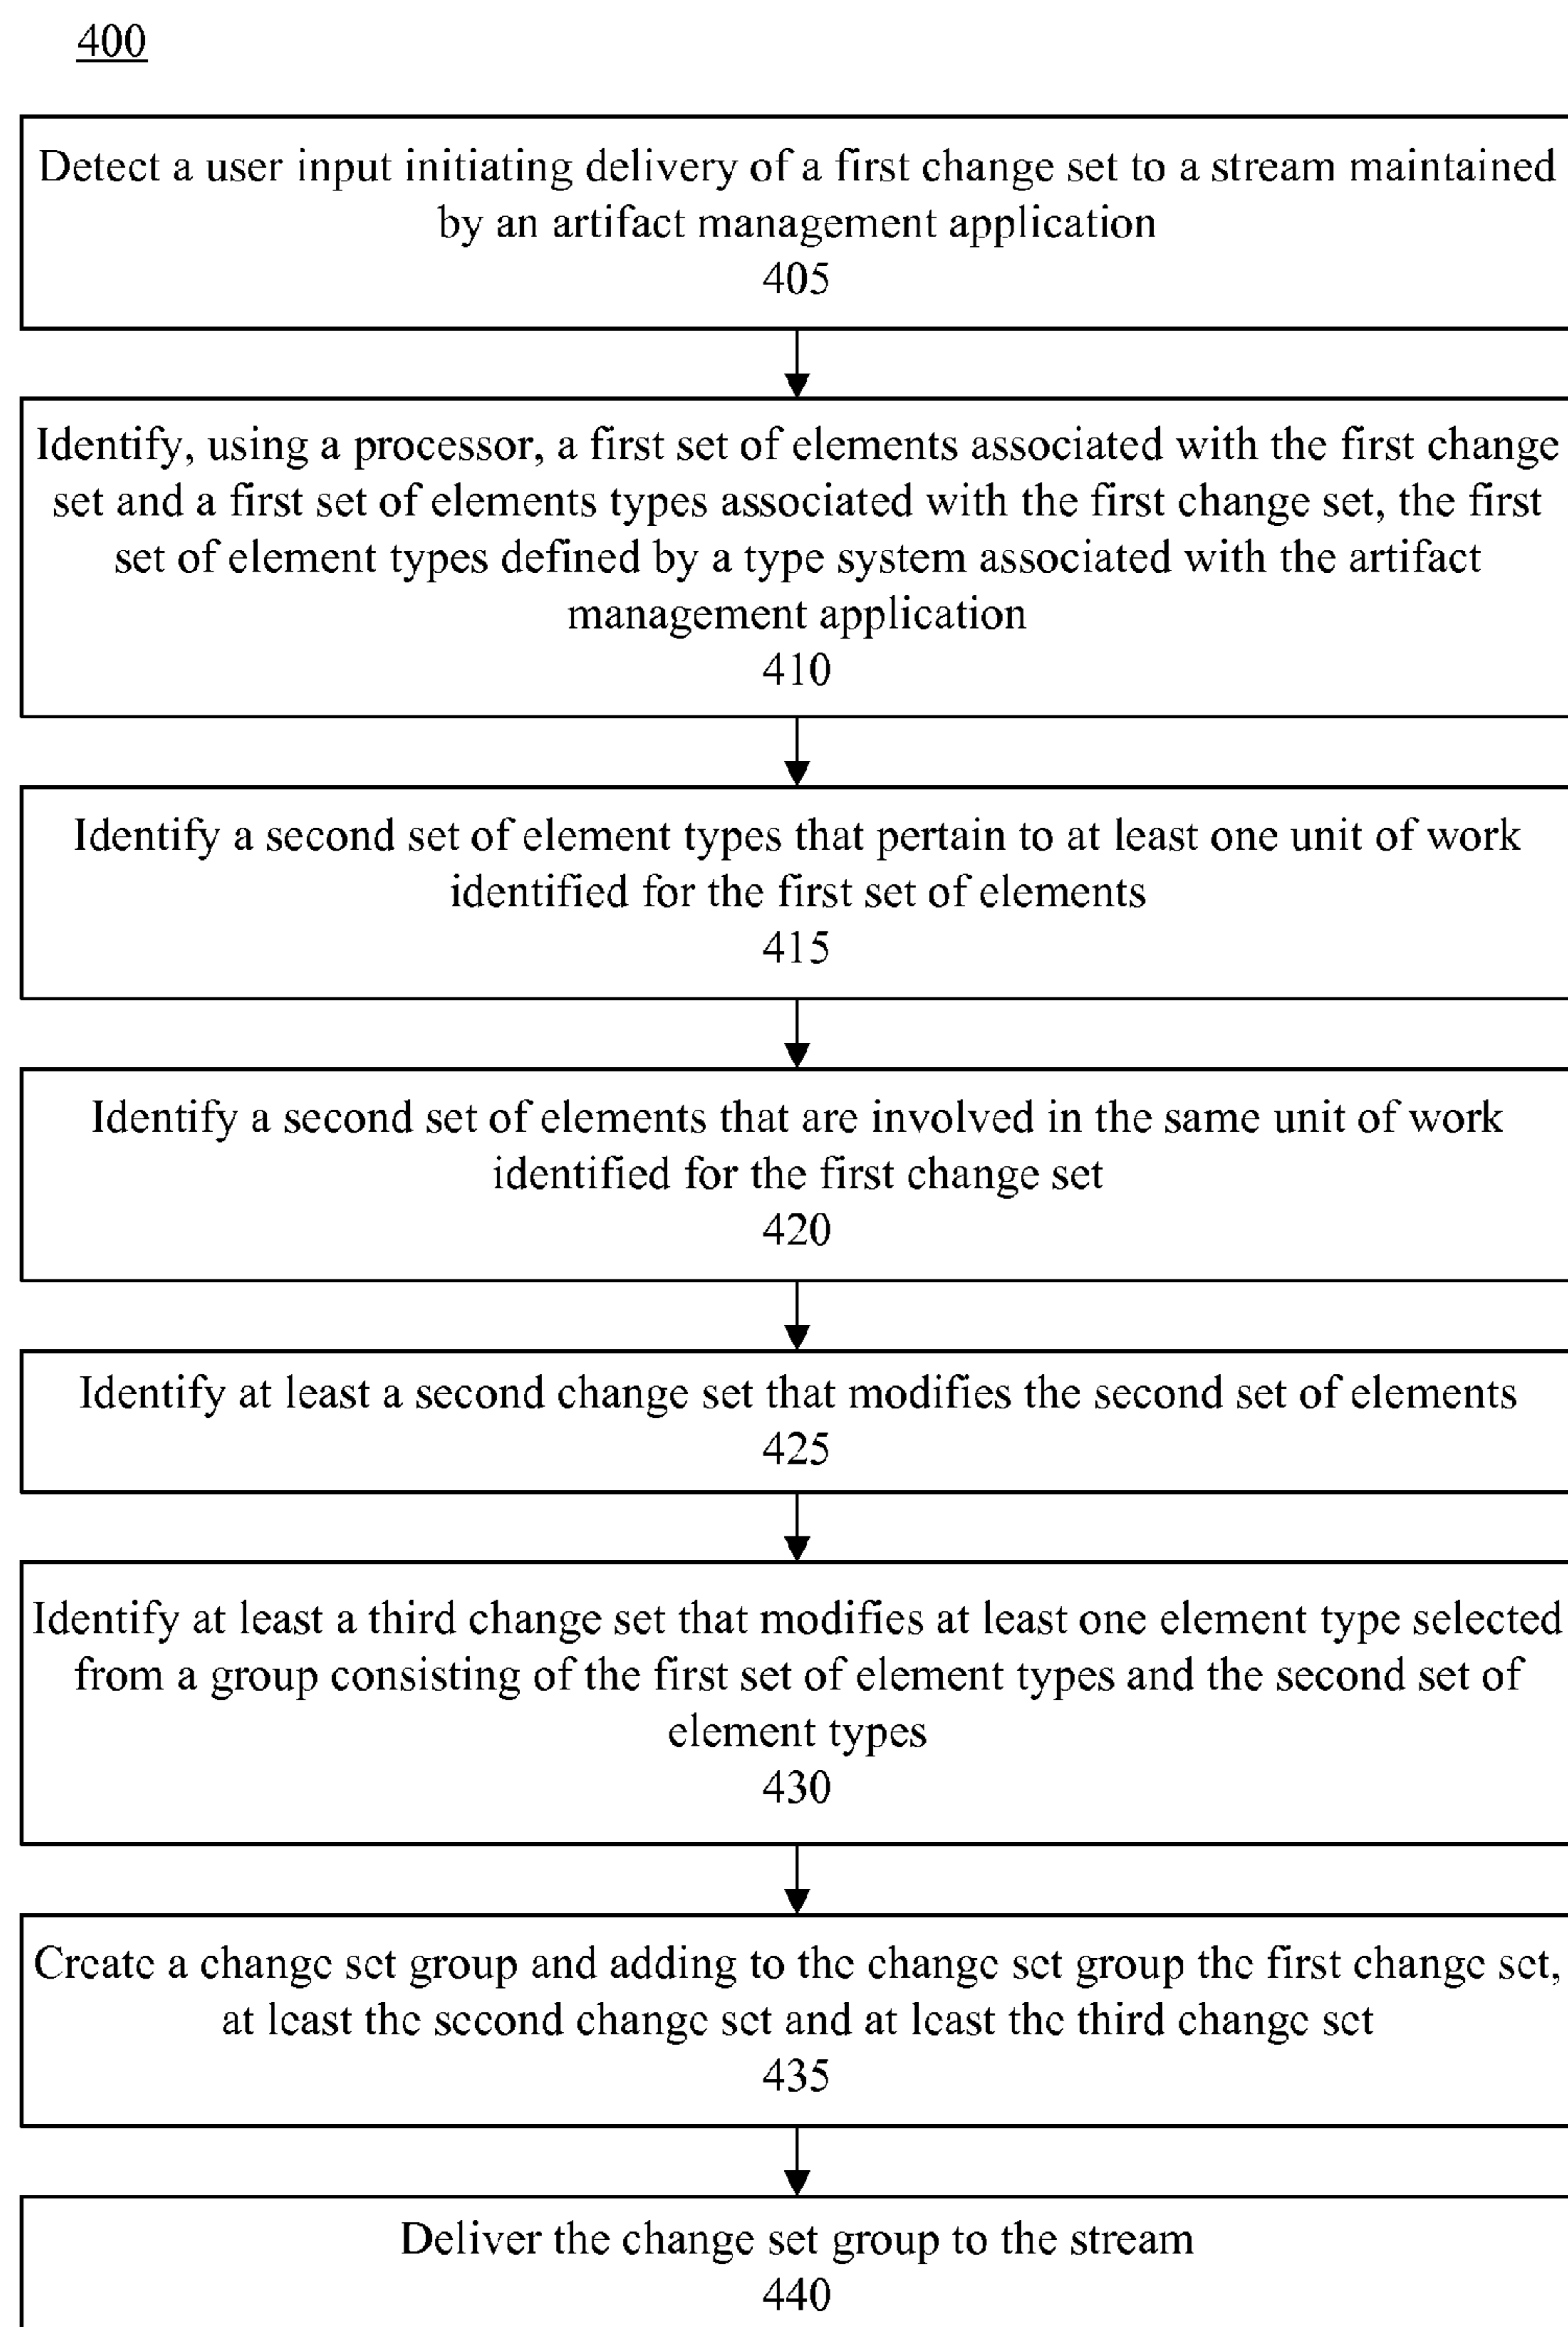 400
Detect a user input initiating delivery of a first change set to a stream maintained
by an artifact management application
405
Identify, using a processor, a first set of elements associated with the first change
set and a first set of elements types associated with the first change set, the first
set of element types defined by a type system associated with the artifact
management application
410
Identify a second set of element types that pertain to at least one unit of work
identified for the first set of elements
415
Identify a second set of elements that are involved in the same unit of work
identified for the first change set
420
Identify at least a second change set that modifies the second set of elements
425
Identify at least a third change set that modifies at least one element type selected
from a group consisting of the first set of element types and the second set of
element types
430
Create a change set group and adding to the change set group the first change set,
at least the second change set and at least the third change set
435
Deliver the change set group to the stream
440